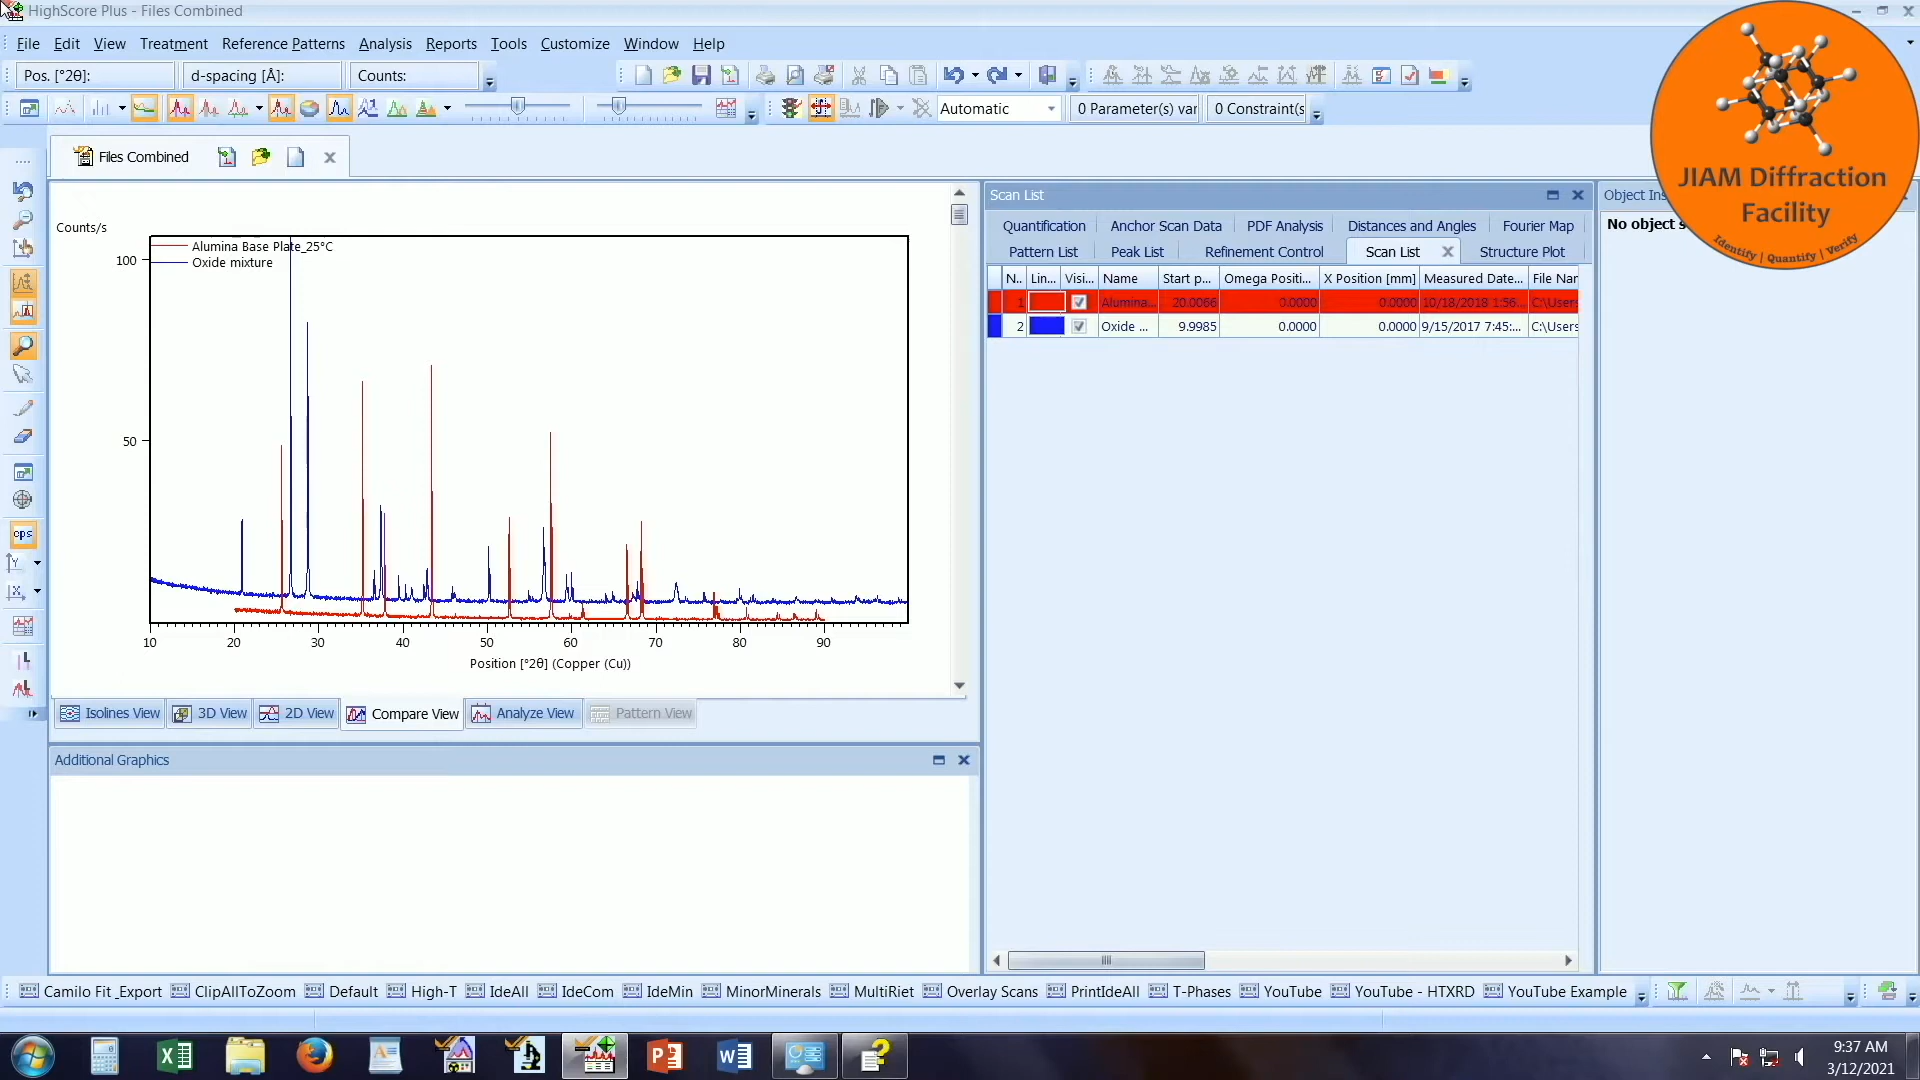 HighScore Plus - Files Combined
File Edit View Treatment Reference Patterns Analysis Reports Tools Customize Window Help
Pos. [°2θ]: d-spacing [Å]: Counts:
Automatic 0 Parameter(s) var 0 Constraint(s
Files Combined
Counts/s
Alumina Base Plate_25°C
Oxide mixture
100
50
10 20 30 40 50 60 70 80 90
Position [°2θ] (Copper (Cu))
Isolines View 3D View 2D View Compare View Analyze View Pattern View
Additional Graphics
cps
Scan List
Quantification Anchor Scan Data PDF Analysis Distances and Angles Fourier Map
Pattern List Peak List Refinement Control Scan List Structure Plot
N.. Lin... Visi... Name Start p... Omega Positi... X Position [mm] Measured Date... File Nar
1 Alumina... 20.0066 0.0000 0.0000 10/18/2018 1:56... C:\Users
2 Oxide ... 9.9985 0.0000 0.0000 9/15/2017 7:45:... C:\Users
Object Ins
No object s
JIAM Diffraction
Facility
Identify | Quantify | Verify
Camilo Fit _Export ClipAllToZoom Default High-T IdeAll IdeCom IdeMin MinorMinerals MultiRiet Overlay Scans PrintIdeAll T-Phases YouTube YouTube - HTXRD YouTube Example
9:37 AM
3/12/2021